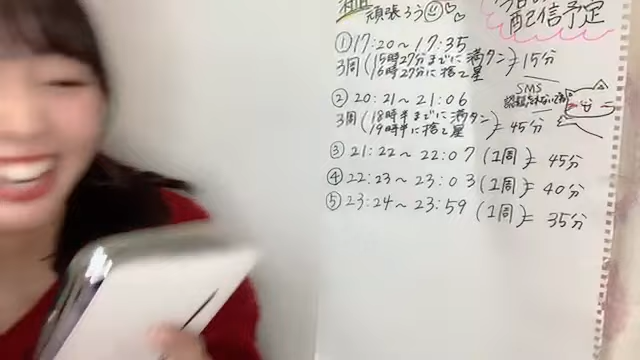 頑張ろう
配信予定
①17:20～17:35
3周(15時27分までに満タン
16時27分に捨て星)=15分
SMS
②20:21～21:06
3周(18時半までに満タン
19時半に捨て星)=45分
③21:22～22:07(1周)=45分
④22:23～23:03(1周)=40分
⑤23:24～23:59(1周)=35分